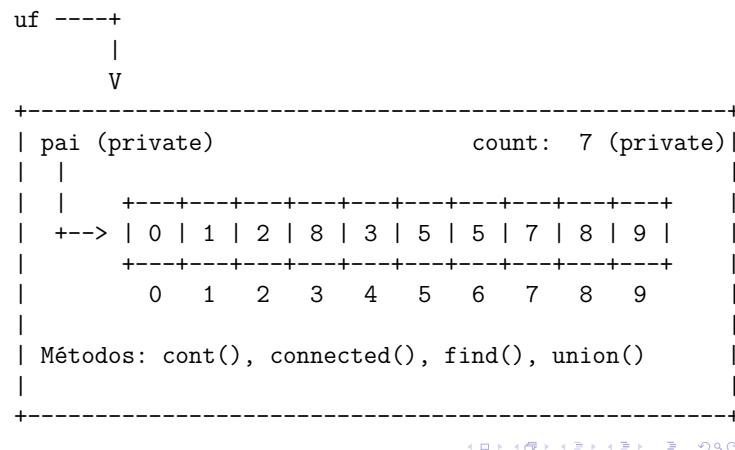 uf ----+
       |
       V
+----------------------------------------------------+
| pai (private)                   count:  7 (private)|
|  |                                                 |
|  |    +---+---+---+---+---+---+---+---+---+---+    |
|  +--> | 0 | 1 | 2 | 8 | 3 | 5 | 5 | 7 | 8 | 9 |    |
|       +---+---+---+---+---+---+---+---+---+---+    |
|         0   1   2   3   4   5   6   7   8   9      |
|                                                    |
| Métodos: cont(), connected(), find(), union()      |
|                                                    |
+----------------------------------------------------+